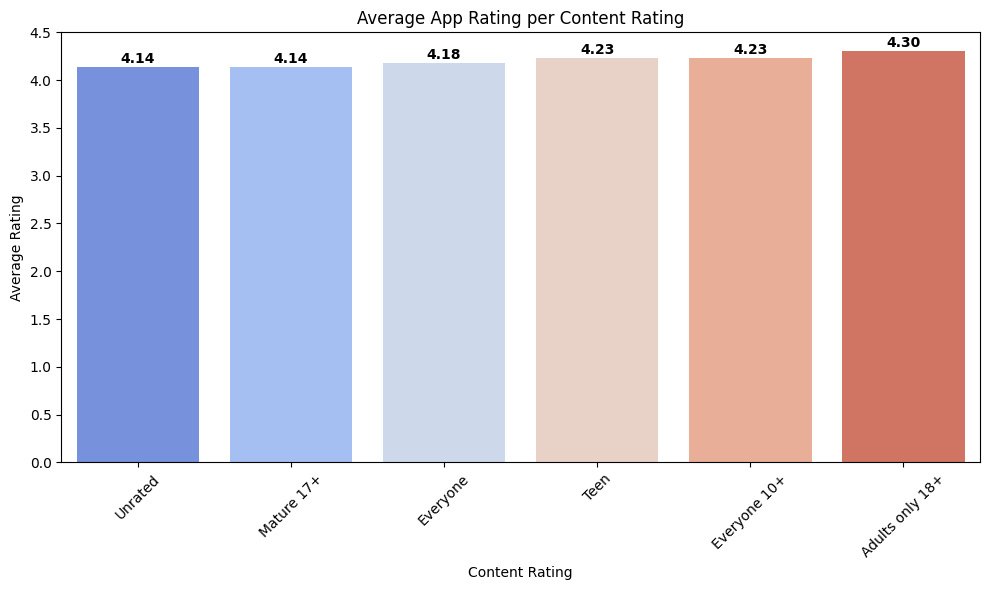 Average App Rating per Content Rating
4.14
4.14
4.18
4.23
4.23
4.30
Average Rating
4.5
4.0
3.5
3.0
2.5
2.0
1.5
1.0
0.5
0.0
Unrated
Mature 17+
Everyone
Teen
Everyone 10+
Adults only 18+
Content Rating